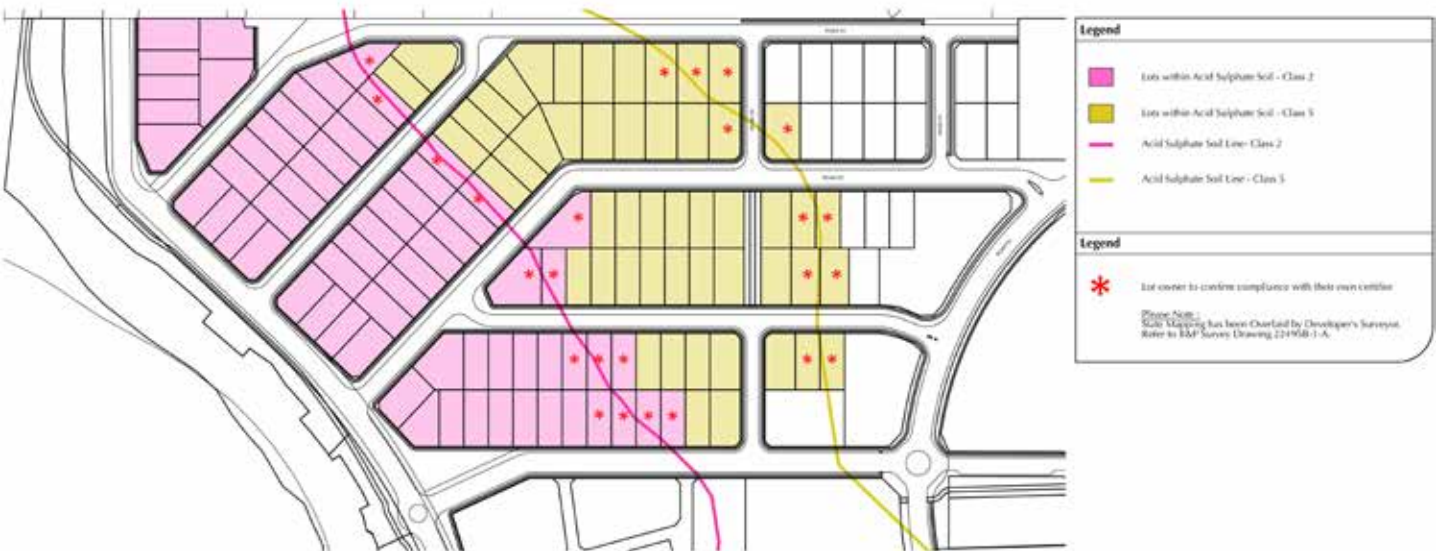 Legend
Lots within Acid Sulphate Soil - Class 2
Lots within Acid Sulphate Soil - Class 5
Acid Sulphate Soil Line- Class 2
Acid Sulphate Soil Line - Class 5
Legend
Lot owner to confirm compliance with their own certifier
Please Note :
State Mapping has been Overlaid by Developer's Surveyor.
Refer to Survey Drawing